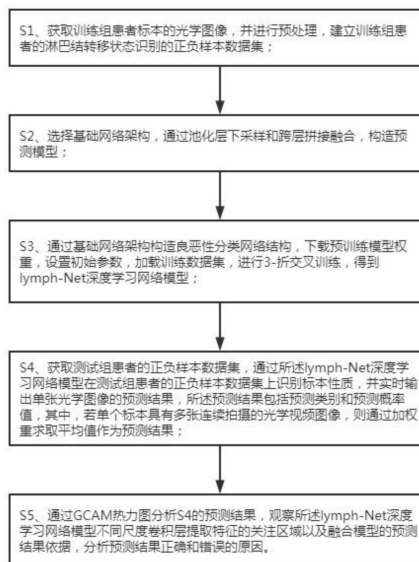 S1、获取训练组患者标本的光学图像，并进行预处理，建立训练组患
者的淋巴结转移状态识别的正负样本数据集；
S2、选择基础网络架构，通过池化层下采样和跨层拼接融合，构造预
测模型；
S3、通过基础网络架构构造良恶性分类网络结构，下载预训练模型权
重，设置初始参数，加载训练数据集，进行3-折交叉训练，得到
lymph-Net深度学习网络模型；
S4、获取测试组患者的正负样本数据集，通过所述lymph-Net深度学
习网络模型在测试组患者的正负样本数据集上识别标本性质，并实时输
出单张光学图像的预测结果，所述预测结果包括预测类别和预测概率
值，其中，若单个标本具有多张连续拍摄的光学视频图像，则通过加权
重求取平均值作为预测结果；
S5、通过GCAM热力图分析S4的预测结果，观察所述lymph-Net深度
学习网络模型不同尺度卷积层提取特征的关注区域以及融合模型的预
测结果依据，分析预测结果正确和错误的原因。